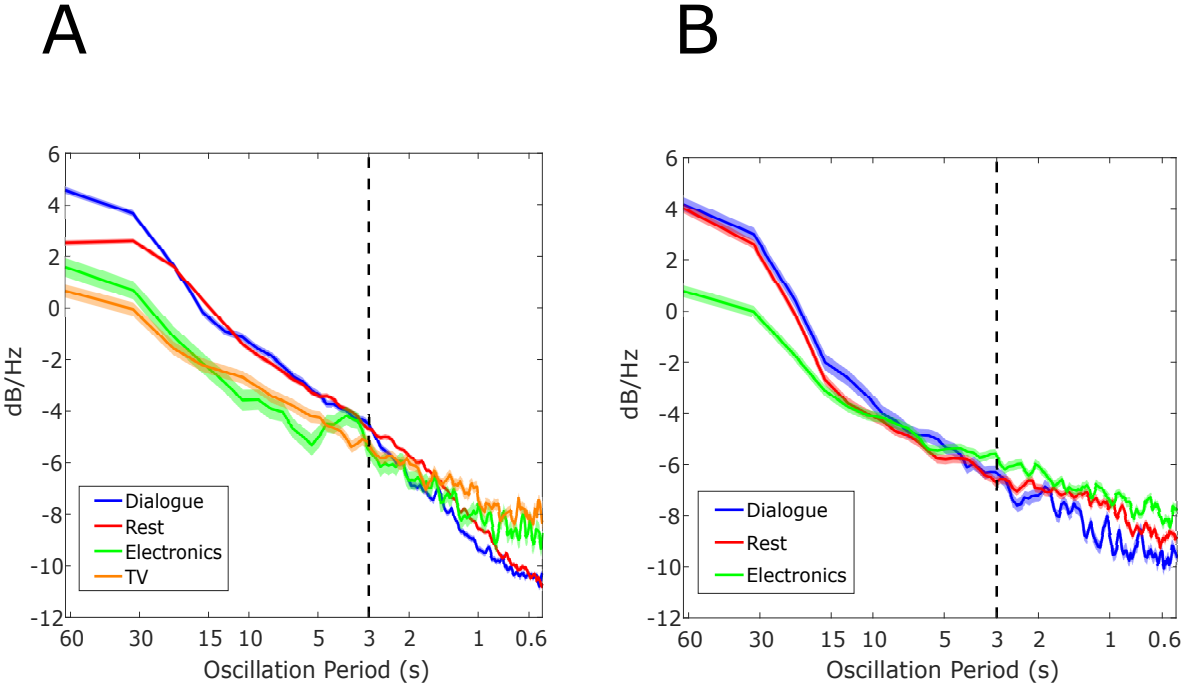 A
B
6
4
2
0
-2
-4
-6
-8
-10
-12
dB/Hz
Dialogue
Rest
Electronics
TV
60 30 15 10 5 3 2 1 0.6
Oscillation Period (s)
6
4
2
0
-2
-4
-6
-8
-10
-12
dB/Hz
Dialogue
Rest
Electronics
60 30 15 10 5 3 2 1 0.6
Oscillation Period (s)